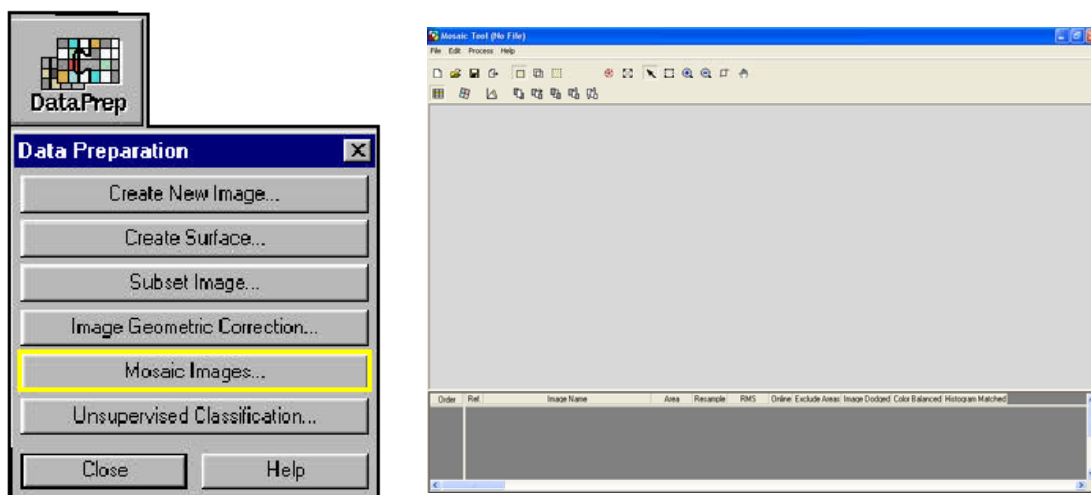 DataPrep
Data Preparation
Create New Image...
Create Surface...
Subset Image...
Image Geometric Correction...
Mosaic Images...
Unsupervised Classification...
Close Help
Mosaic Tool (No File)
File Edit Process Help
Order Ref Image Name Area Resample RMS Online Exclude Areas Image Dodged Color Balanced Histogram Matched